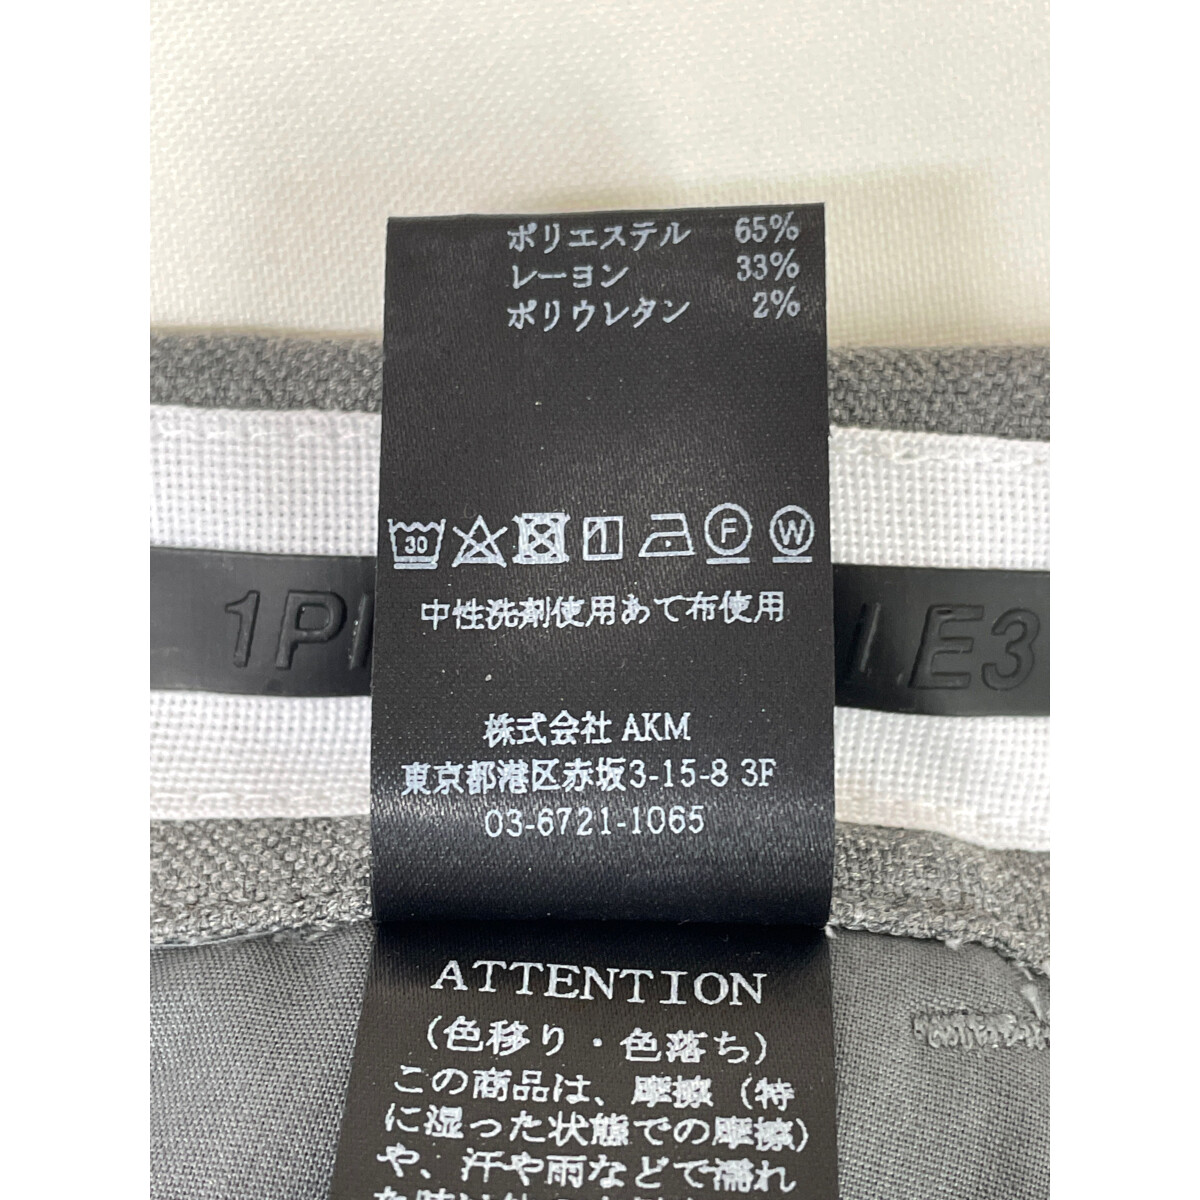 ポリエステル 65%
レーヨン 33%
ポリウレタン 2%
30 F W
中性洗剤使用あて布使用
1PI LE3
株式会社 AKM
東京都港区赤坂3-15-8 3F
03-6721-1065
ATTENTION
(色移り・色落ち)
この商品は、摩擦(特
に湿った状態での摩擦)
や、汗や雨などで濡れ